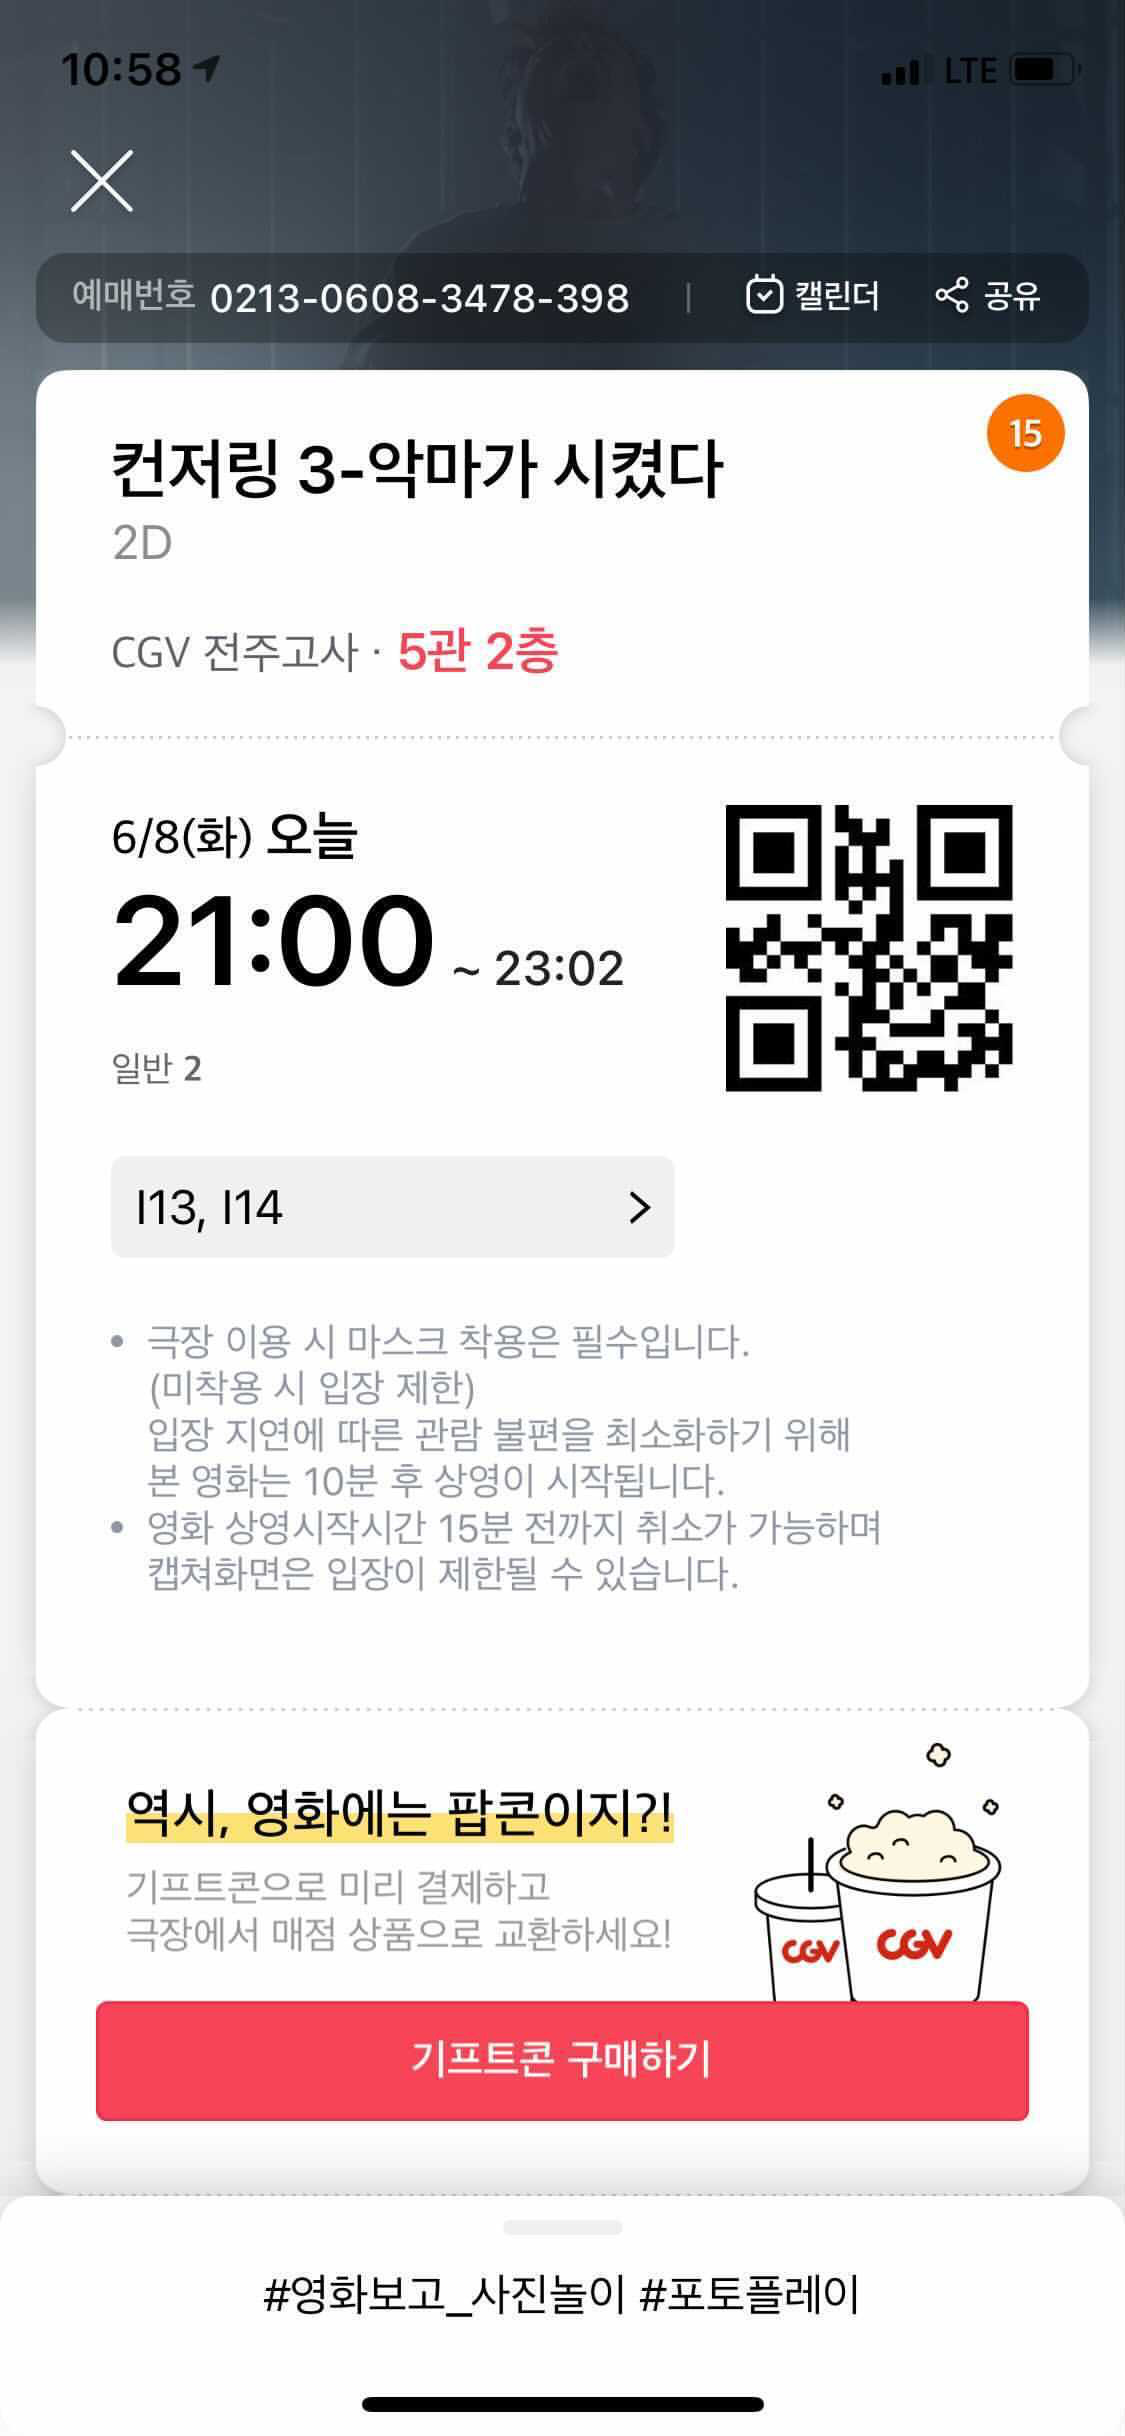 10:58 LTE
예매번호 0213-0608-3478-398 | 캘린더 공유
15
컨저링 3-악마가 시켰다
2D
CGV 전주고사 · 5관 2층
6/8(화) 오늘
21:00 ~ 23:02
일반 2
I13, I14
• 극장 이용 시 마스크 착용은 필수입니다.
(미착용 시 입장 제한)
입장 지연에 따른 관람 불편을 최소화하기 위해
본 영화는 10분 후 상영이 시작됩니다.
• 영화 상영시작시간 15분 전까지 취소가 가능하며
캡쳐화면은 입장이 제한될 수 있습니다.
역시, 영화에는 팝콘이지?!
기프트콘으로 미리 결제하고
극장에서 매점 상품으로 교환하세요!
CGV CGV
기프트콘 구매하기
#영화보고_사진놀이 #포토플레이